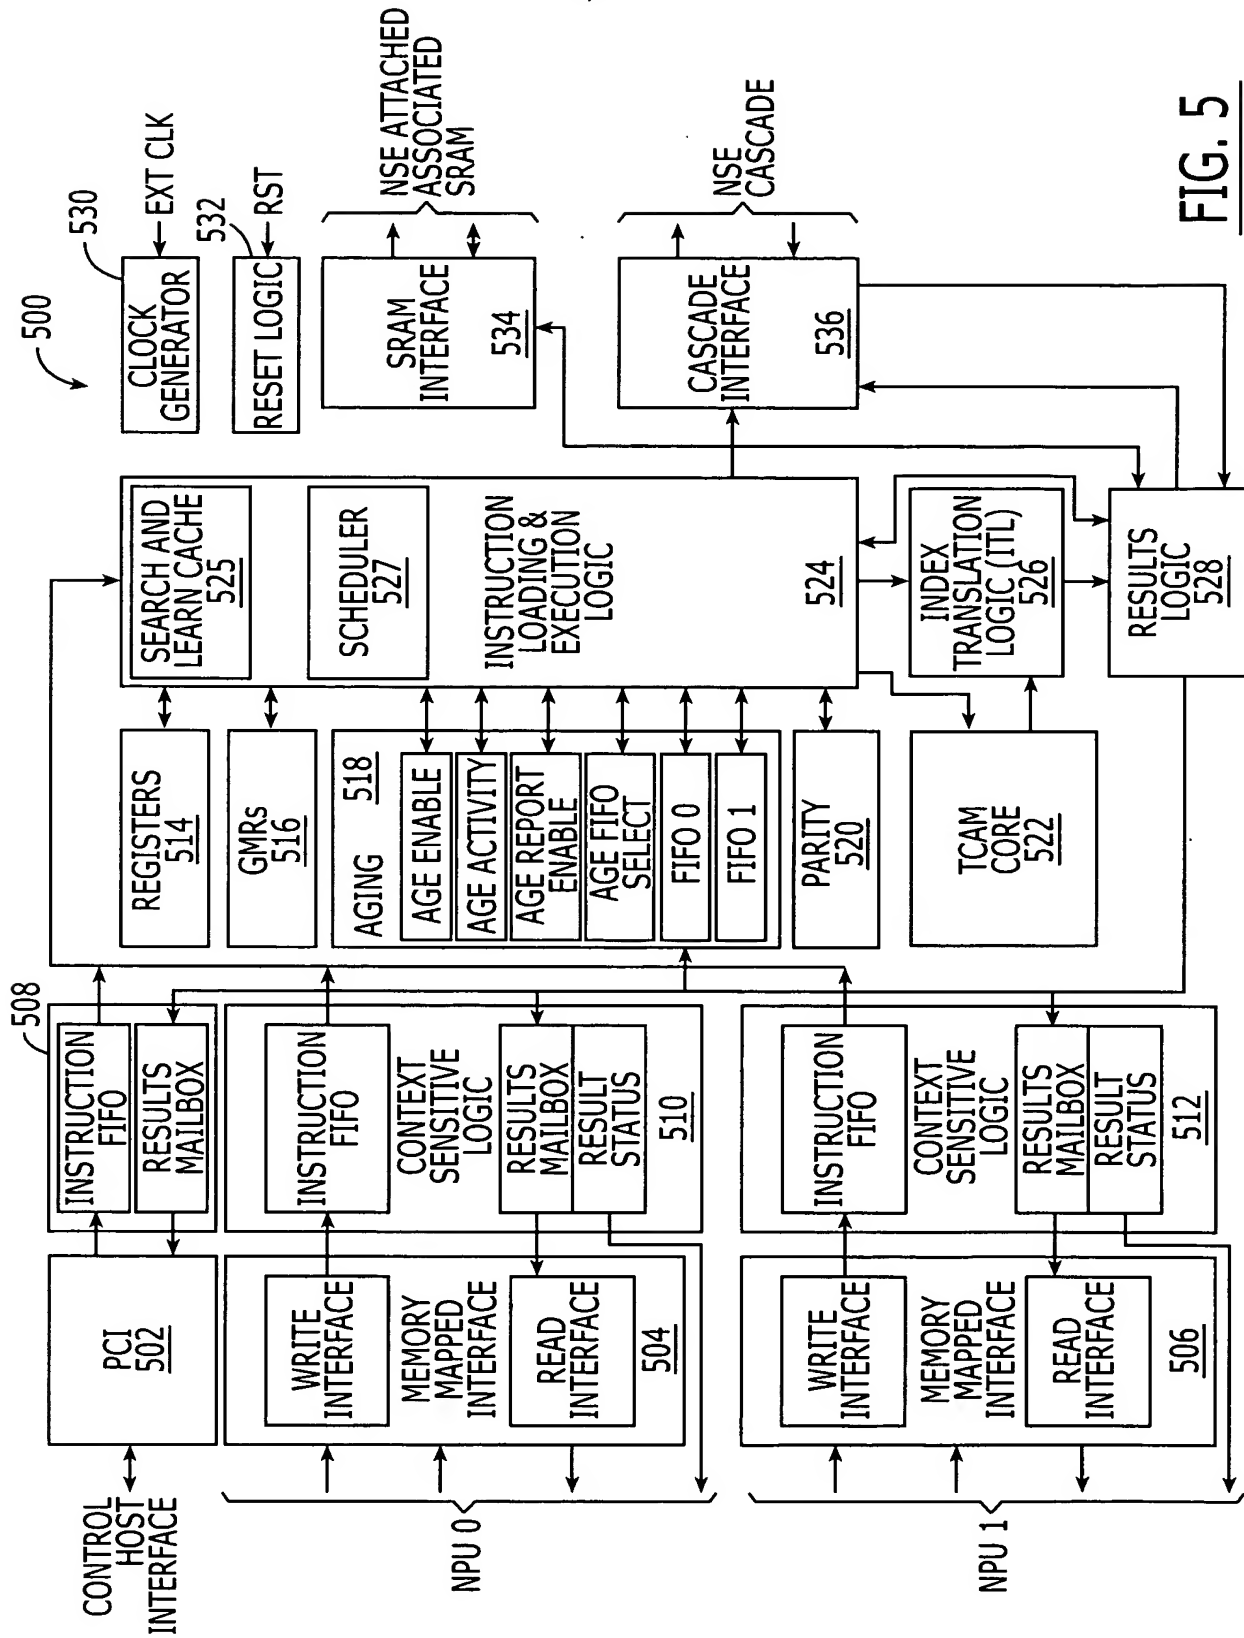 500
530
CLOCK
GENERATOR
EXT CLK
532
RESET LOGIC
RST
SRAM
INTERFACE
534
NSE ATTACHED
ASSOCIATED
SRAM
CASCADE
INTERFACE
536
NSE
CASCADE
SEARCH AND
LEARN CACHE
525
SCHEDULER
527
INSTRUCTION
LOADING &
EXECUTION
LOGIC
524
INDEX
TRANSLATION
LOGIC (ITL)
526
RESULTS
LOGIC
528
REGISTERS
514
GMRs
516
AGING
518
AGE ENABLE
AGE ACTIVITY
AGE REPORT
ENABLE
AGE FIFO
SELECT
FIFO 0
FIFO 1
PARITY
520
TCAM
CORE
522
508
INSTRUCTION
FIFO
RESULTS
MAILBOX
INSTRUCTION
FIFO
CONTEXT
SENSITIVE
LOGIC
RESULTS
MAILBOX
RESULT
STATUS
510
INSTRUCTION
FIFO
CONTEXT
SENSITIVE
LOGIC
RESULTS
MAILBOX
RESULT
STATUS
512
PCI
502
WRITE
INTERFACE
MEMORY
MAPPED
INTERFACE
READ
INTERFACE
504
WRITE
INTERFACE
MEMORY
MAPPED
INTERFACE
READ
INTERFACE
506
CONTROL
HOST
INTERFACE
NPU 0
NPU 1
FIG. 5